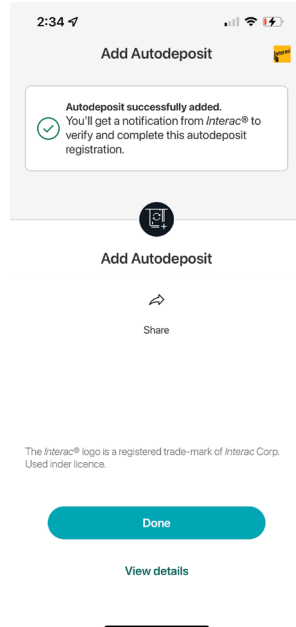 2:34
Add Autodeposit
Interac
Autodeposit successfully added.
You'll get a notification from Interac® to
verify and complete this autodeposit
registration.
Add Autodeposit
Share
The Interac® logo is a registered trade-mark of Interac Corp.
Used inder licence.
Done
View details